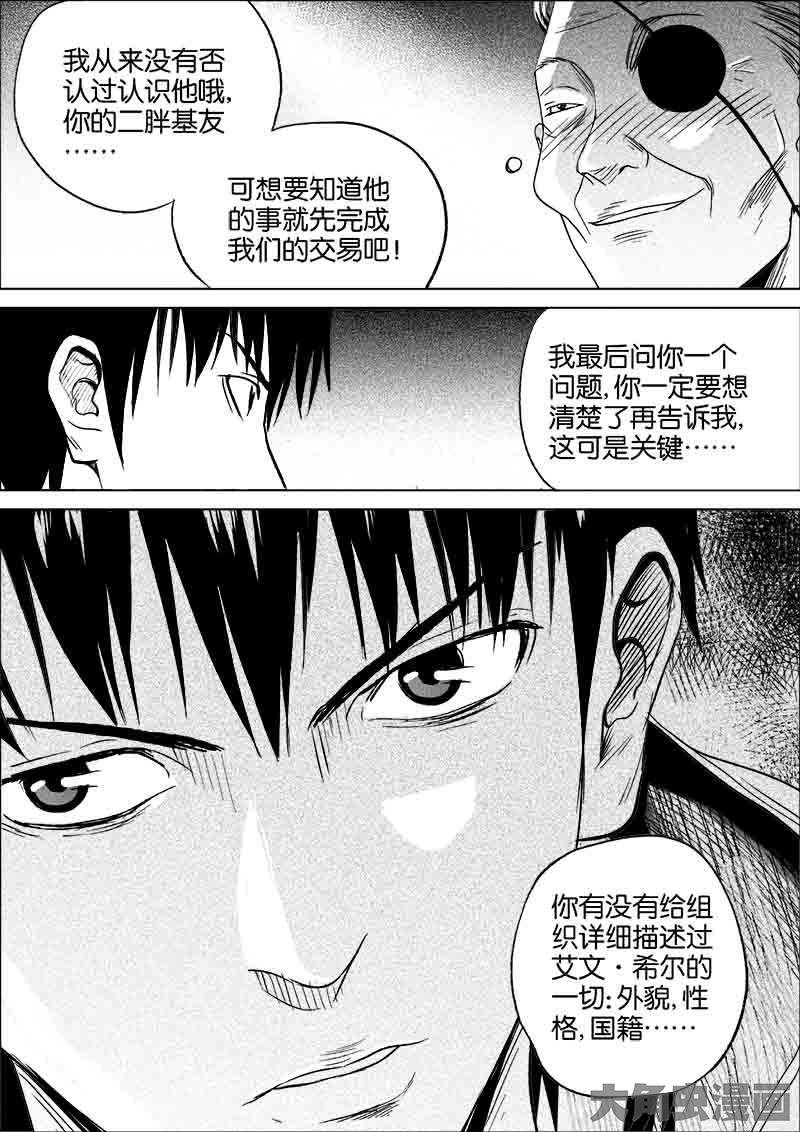 我从来没有否
认过认识他哦,
你的二胖基友
······
可想要知道他
的事就先完成
我们的交易吧!
我最后问你一个
问题,你一定要想
清楚了再告诉我,
这可是关键······
你有没有给组
织详细描述过
艾文·希尔的
一切:外貌,性
格,国籍······
大角虫漫画